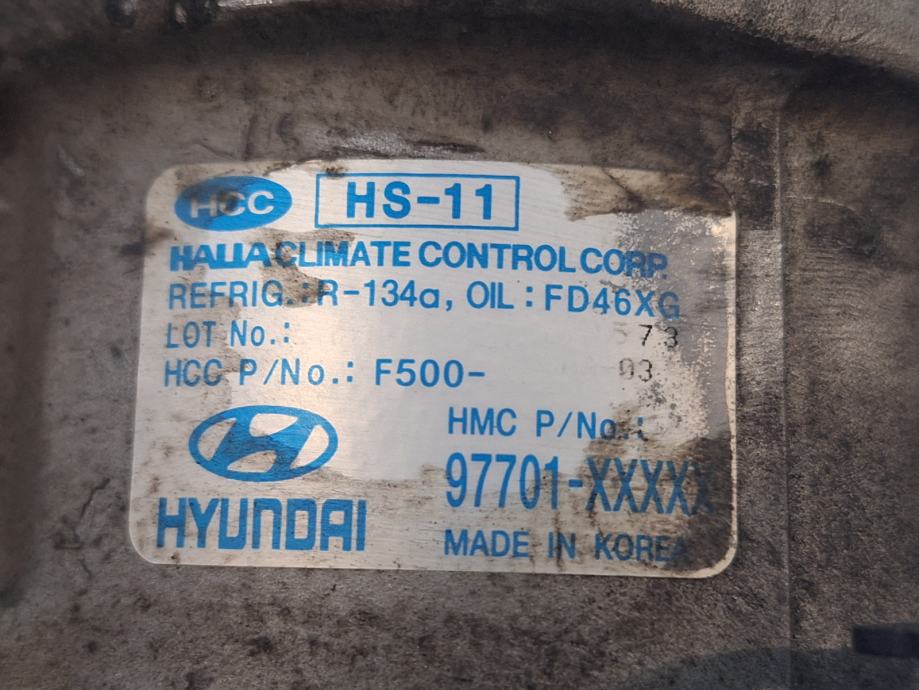 HCC HS-11
HALLA CLIMATE CONTROL CORP.
REFRIG.: R-134a, OIL : FD46XG
LOT No.: 73
HCC P/No.: F500- 03
HMC P/No.:
97701-XXXXX
HYUNDAI
MADE IN KOREA